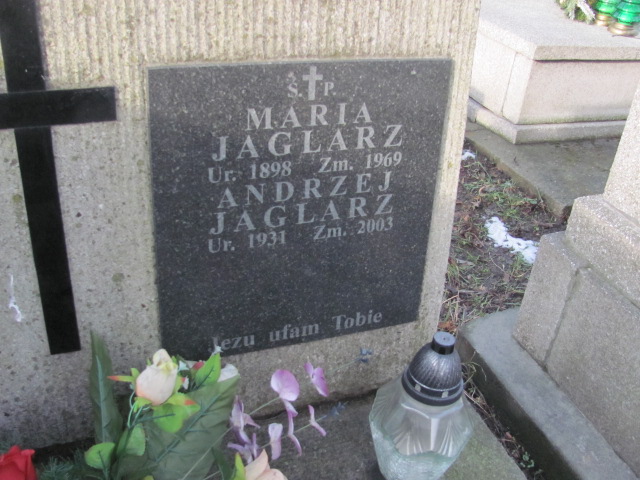 Ś.P.
MARIA
JAGLARZ
Ur. 1898 Zm. 1969
ANDRZEJ
JAGLARZ
Ur. 1931 Zm. 2003
Jezu ufam Tobie